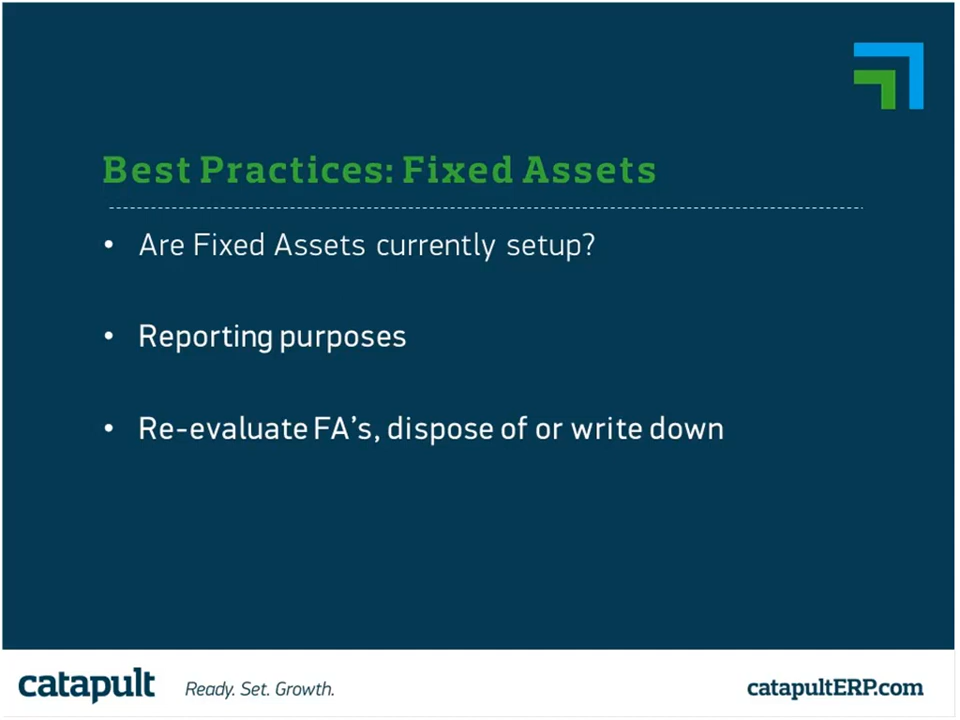 Best Practices: Fixed Assets
• Are Fixed Assets currently setup?
• Reporting purposes
• Re-evaluate FA's, dispose of or write down
catapult Ready. Set. Growth. catapultERP.com